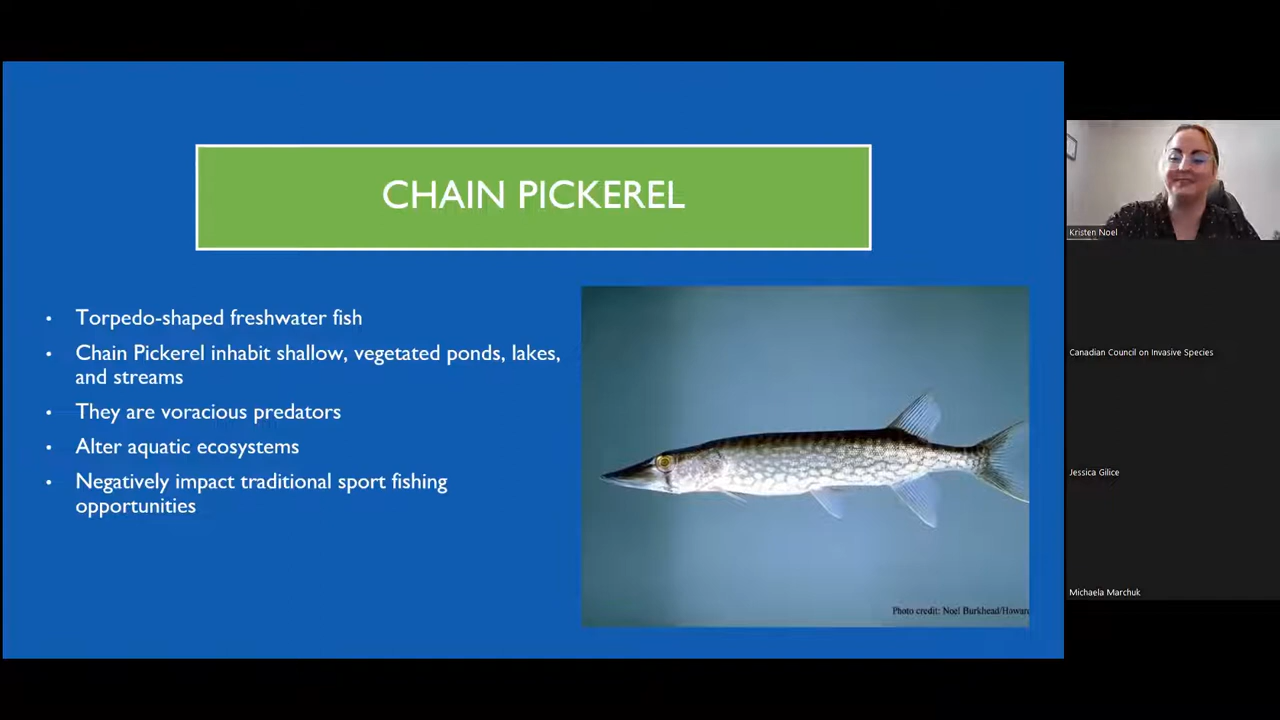 CHAIN PICKEREL
• Torpedo-shaped freshwater fish
• Chain Pickerel inhabit shallow, vegetated ponds, lakes,
and streams
• They are voracious predators
• Alter aquatic ecosystems
• Negatively impact traditional sport fishing
opportunities
Photo credit: Noel Burkhead/Howar
Kristen Noel
Canadian Council on Invasive Species
Jessica Gilice
Michaela Marchuk